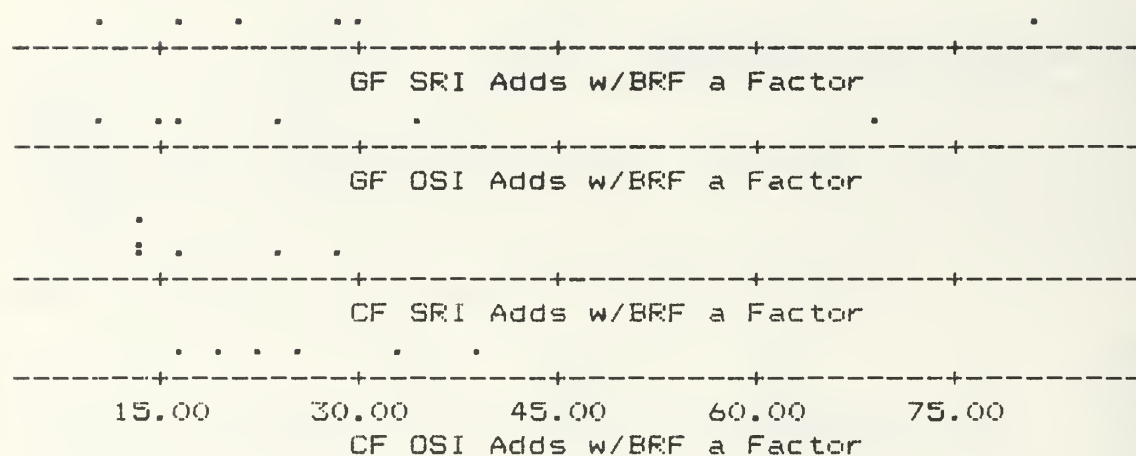 GF SRI Adds w/BRF a Factor
GF OSI Adds w/BRF a Factor
CF SRI Adds w/BRF a Factor
15.00 30.00 45.00 60.00 75.00
CF OSI Adds w/BRF a Factor